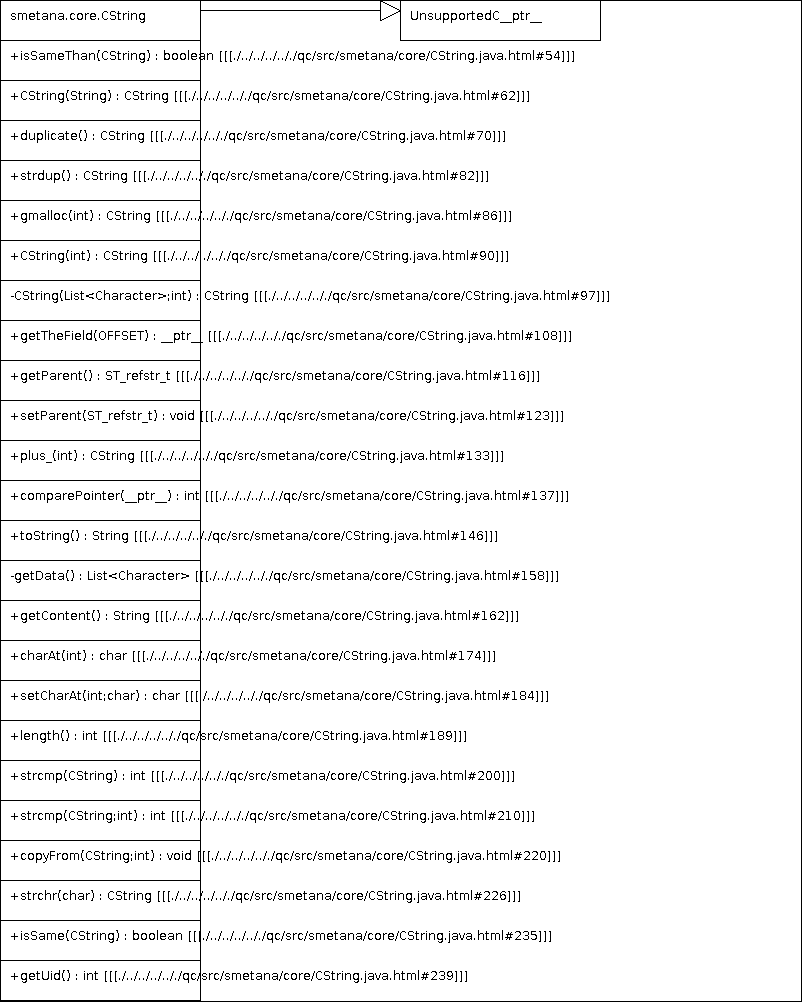 smetana.core.CString
UnsupportedC__ptr__
+isSameThan(CString) : boolean [[[./../../../../../qc/src/smetana/core/CString.java.html#54]]]
+CString(String) : CString [[[./../../../../../qc/src/smetana/core/CString.java.html#62]]]
+duplicate() : CString [[[./../../../../../qc/src/smetana/core/CString.java.html#70]]]
+strdup() : CString [[[./../../../../../qc/src/smetana/core/CString.java.html#82]]]
+gmalloc(int) : CString [[[./../../../../../qc/src/smetana/core/CString.java.html#86]]]
+CString(int) : CString [[[./../../../../../qc/src/smetana/core/CString.java.html#90]]]
-CString(List<Character>;int) : CString [[[./../../../../../qc/src/smetana/core/CString.java.html#97]]]
+getTheField(OFFSET) : __ptr__ [[[./../../../../../qc/src/smetana/core/CString.java.html#108]]]
+getParent() : ST_refstr_t [[[./../../../../../qc/src/smetana/core/CString.java.html#116]]]
+setParent(ST_refstr_t) : void [[[./../../../../../qc/src/smetana/core/CString.java.html#123]]]
+plus_(int) : CString [[[./../../../../../qc/src/smetana/core/CString.java.html#133]]]
+comparePointer(__ptr__) : int [[[./../../../../../qc/src/smetana/core/CString.java.html#137]]]
+toString() : String [[[./../../../../../qc/src/smetana/core/CString.java.html#146]]]
-getData() : List<Character> [[[./../../../../../qc/src/smetana/core/CString.java.html#158]]]
+getContent() : String [[[./../../../../../qc/src/smetana/core/CString.java.html#162]]]
+charAt(int) : char [[[./../../../../../qc/src/smetana/core/CString.java.html#174]]]
+setCharAt(int;char) : char [[[./../../../../../qc/src/smetana/core/CString.java.html#184]]]
+length() : int [[[./../../../../../qc/src/smetana/core/CString.java.html#189]]]
+strcmp(CString) : int [[[./../../../../../qc/src/smetana/core/CString.java.html#200]]]
+strcmp(CString;int) : int [[[./../../../../../qc/src/smetana/core/CString.java.html#210]]]
+copyFrom(CString;int) : void [[[./../../../../../qc/src/smetana/core/CString.java.html#220]]]
+strchr(char) : CString [[[./../../../../../qc/src/smetana/core/CString.java.html#226]]]
+isSame(CString) : boolean [[[./../../../../../qc/src/smetana/core/CString.java.html#235]]]
+getUid() : int [[[./../../../../../qc/src/smetana/core/CString.java.html#239]]]